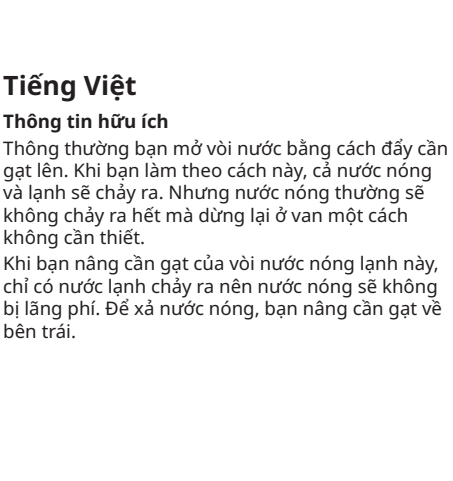 Tiếng Việt
Thông tin hữu ích
Thông thường bạn mở vòi nước bằng cách đẩy cần
gạt lên. Khi bạn làm theo cách này, cả nước nóng
và lạnh sẽ chảy ra. Nhưng nước nóng thường sẽ
không chảy ra hết mà dừng lại ở van một cách
không cần thiết.
Khi bạn nâng cần gạt của vòi nước nóng lạnh này,
chỉ có nước lạnh chảy ra nên nước nóng sẽ không
bị lãng phí. Để xả nước nóng, bạn nâng cần gạt về
bên trái.